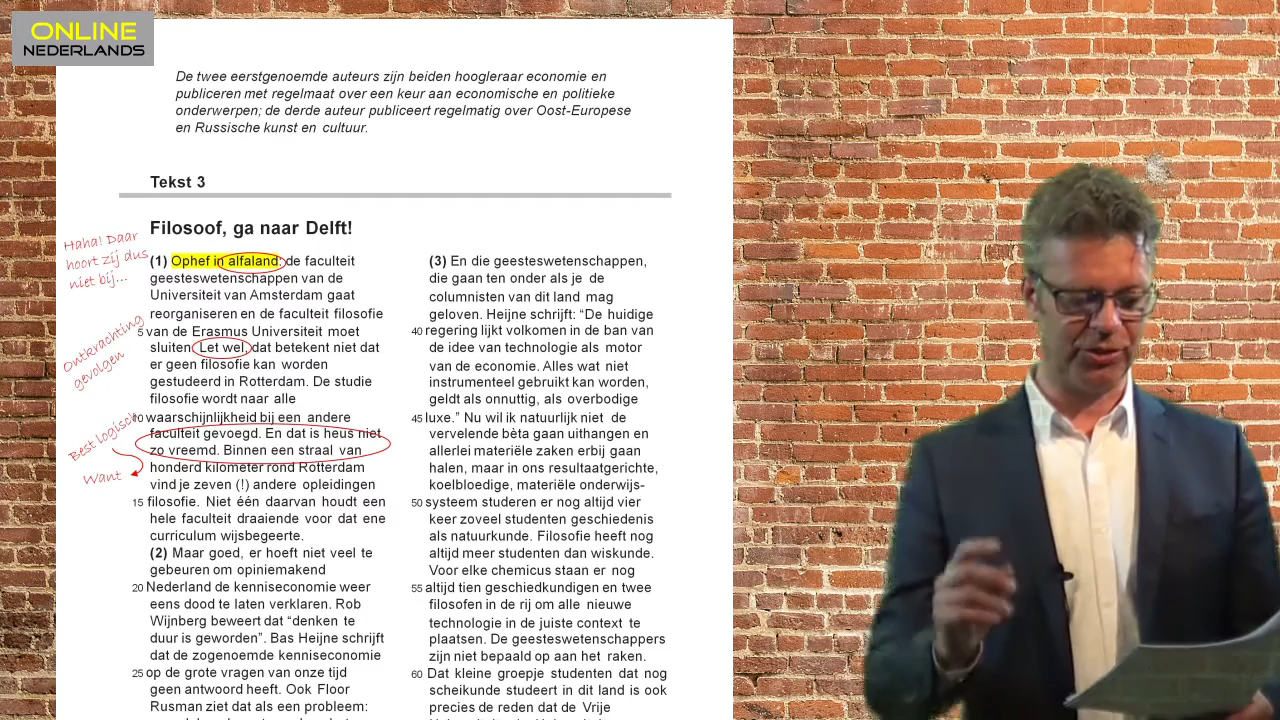 ONLINE
NEDERLANDS
De twee eerstgenoemde auteurs zijn beiden hoogleraar economie en
publiceren met regelmaat over een keur aan economische en politieke
onderwerpen; de derde auteur publiceert regelmatig over Oost-Europese
en Russische kunst en cultuur.
Tekst 3
Filosoof, ga naar Delft!
Haha! Daar
hoort zij dus
niet bij...
Ontkrachting
gevolgen
Best logisch
Want
(1) Ophef in alfaland: de faculteit
geesteswetenschappen van de
Universiteit van Amsterdam gaat
reorganiseren en de faculteit filosofie
5 van de Erasmus Universiteit moet
sluiten. Let wel, dat betekent niet dat
er geen filosofie kan worden
gestudeerd in Rotterdam. De studie
filosofie wordt naar alle
10 waarschijnlijkheid bij een andere
faculteit gevoegd. En dat is heus niet
zo vreemd. Binnen een straal van
honderd kilometer rond Rotterdam
vind je zeven (!) andere opleidingen
15 filosofie. Niet één daarvan houdt een
hele faculteit draaiende voor dat ene
curriculum wijsbegeerte.
(2) Maar goed, er hoeft niet veel te
gebeuren om opiniemakend
20 Nederland de kenniseconomie weer
eens dood te laten verklaren. Rob
Wijnberg beweert dat “denken te
duur is geworden”. Bas Heijne schrijft
dat de zogenoemde kenniseconomie
25 op de grote vragen van onze tijd
geen antwoord heeft. Ook Floor
Rusman ziet dat als een probleem:
(3) En die geesteswetenschappen,
die gaan ten onder als je de
columnisten van dit land mag
geloven. Heijne schrijft: “De huidige
40 regering lijkt volkomen in de ban van
de idee van technologie als motor
van de economie. Alles wat niet
instrumenteel gebruikt kan worden,
geldt als onnuttig, als overbodige
45 luxe.” Nu wil ik natuurlijk niet de
vervelende bèta gaan uithangen en
allerlei materiële zaken erbij gaan
halen, maar in ons resultaatgerichte,
koelbloedige, materiële onderwijs-
50 systeem studeren er nog altijd vier
keer zoveel studenten geschiedenis
als natuurkunde. Filosofie heeft nog
altijd meer studenten dan wiskunde.
Voor elke chemicus staan er nog
55 altijd tien geschiedkundigen en twee
filosofen in de rij om alle nieuwe
technologie in de juiste context te
plaatsen. De geesteswetenschappers
zijn niet bepaald op aan het raken.
60 Dat kleine groepje studenten dat nog
scheikunde studeert in dit land is ook
precies de reden dat de Vrije